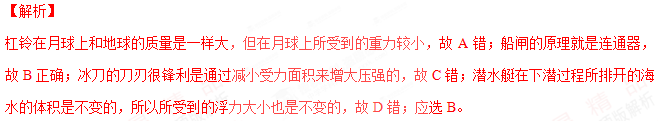 【解析】
杠铃在月球上和地球的质量是一样大，但在月球上所受到的重力较小，故 A 错；船闸的原理就是连通器，
故 B 正确；冰刀的刀刃很锋利是通过减小受力面积来增大压强的，故 C 错；潜水艇在下潜过程所排开的海
水的体积是不变的，所以所受到的浮力大小也是不变的，故 D 错；应选 B。